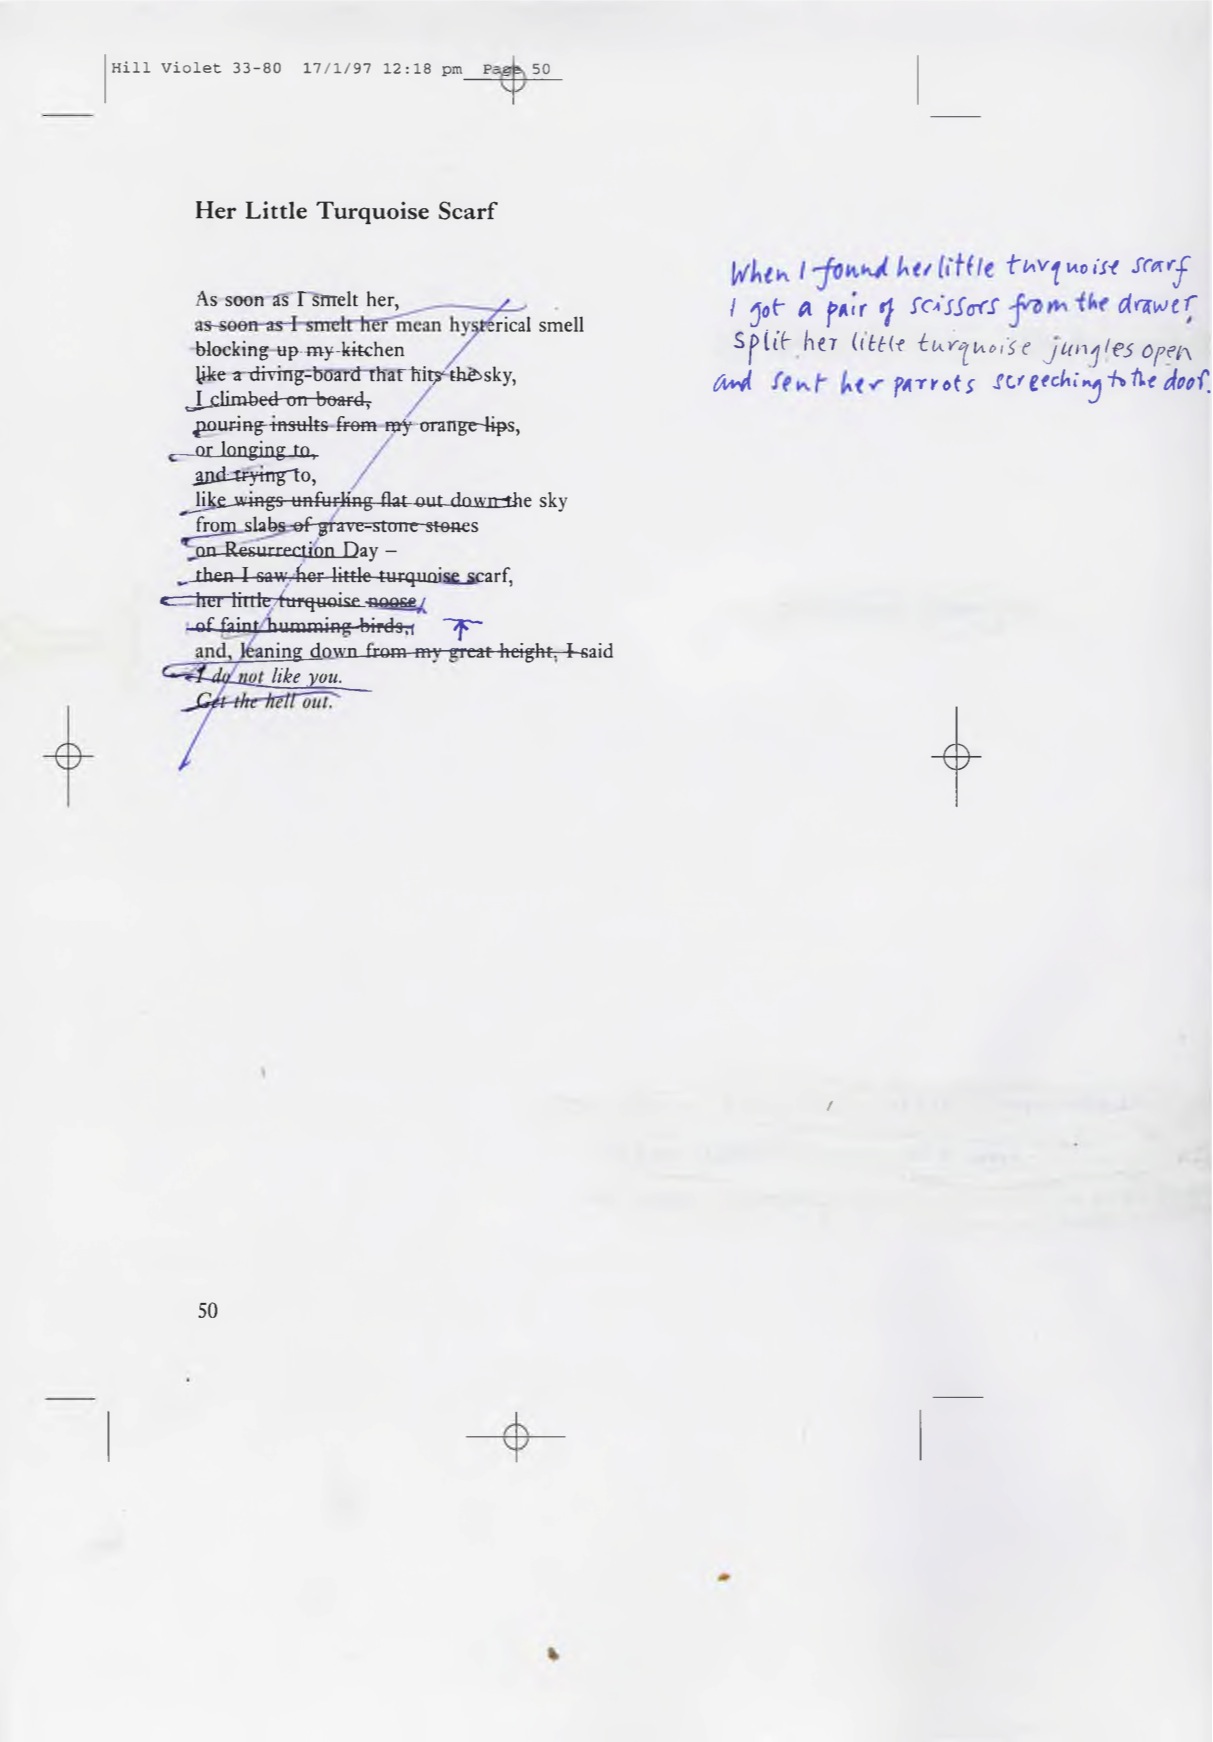 Hill Violet 33-80 17/1/97 12:18 pm Page 50
Her Little Turquoise Scarf
As soon as I smelt her,
as soon as I smelt her mean hysterical smell
blocking up my kitchen
like a diving-board that hits the sky,
I climbed on board,
pouring insults from my orange lips,
or longing to,
and trying to,
like wings unfurling flat out down the sky
from slabs of grave-stone stones
on Resurrection Day –
then I saw her little turquoise scarf,
her little turquoise noose
of faint humming-birds,
and, leaning down from my great height, I said
I do not like you.
Get the hell out.
When I found her little turquoise scarf
I got a pair of scissors from the drawer,
split her little turquoise jungles open
and sent her parrots screeching to the door.
50